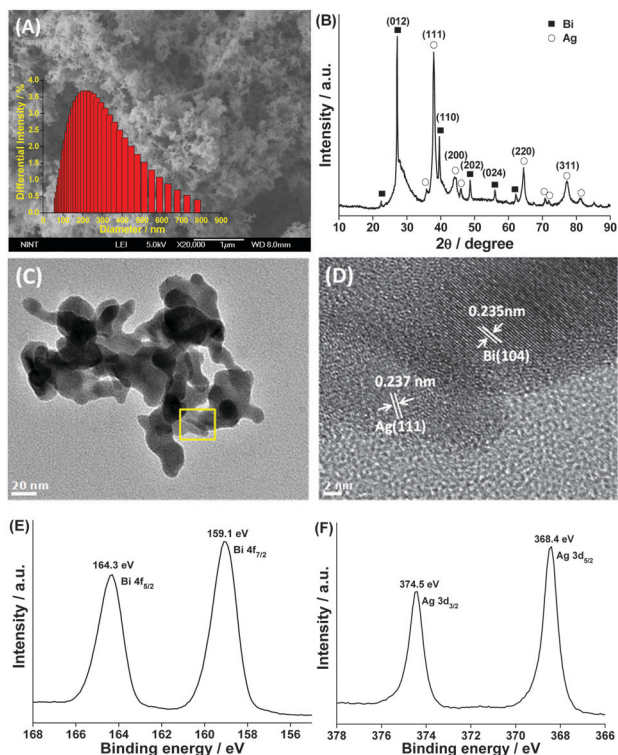 (A)
Differential Intensity / %
4.0
3.5
3.0
2.5
2.0
1.5
1.0
0.5
0.0
0 100 200 300 400 500 600 700 800 900
Diameter / nm
NINT LEI 5.0kV X20,000 1μm WD 8.0mm
(B)
Intensity / a.u.
(012)
(111)
(110)
(200)
(202)
(024)
(220)
(311)
■ Bi
○ Ag
10 20 30 40 50 60 70 80 90
2θ / degree
(C)
20 nm
(D)
0.235nm
Bi(104)
0.237 nm
Ag(111)
2 nm
(E)
Intensity / a.u.
164.3 eV
Bi 4f5/2
159.1 eV
Bi 4f7/2
168 166 164 162 160 159 157 155
Binding energy / eV
(F)
Intensity / a.u.
374.5 eV
Ag 3d3/2
368.4 eV
Ag 3d5/2
378 376 374 372 370 368 366
Binding energy / eV